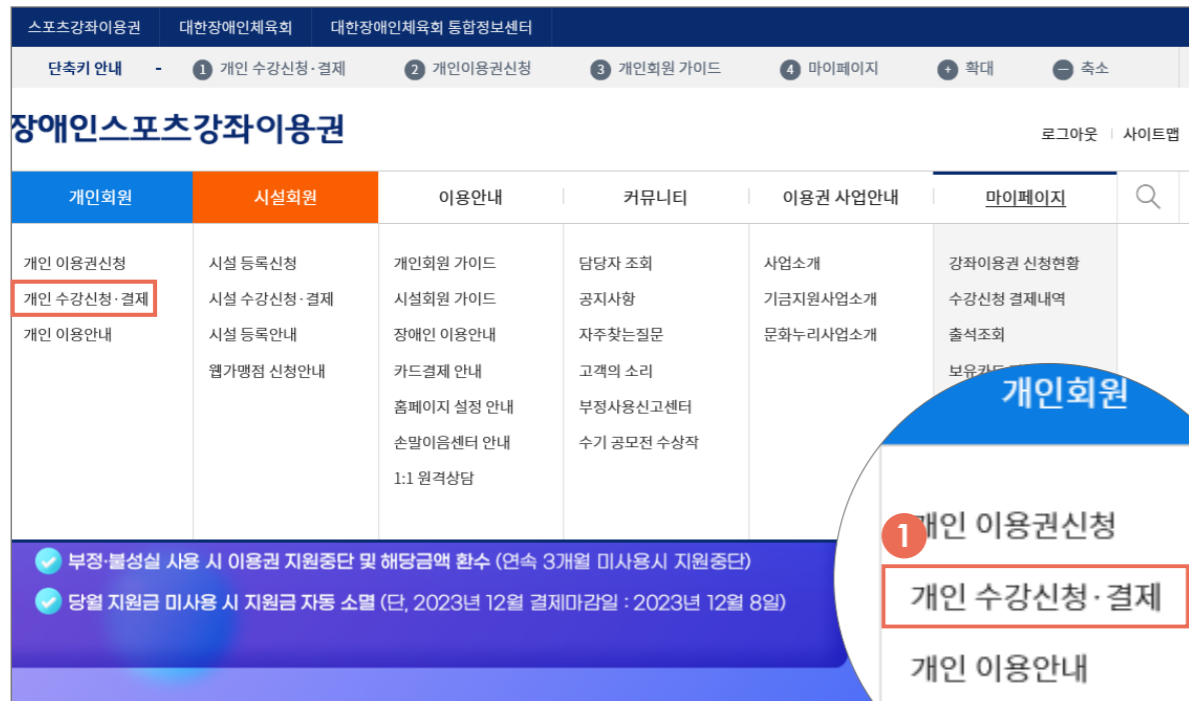 스포츠강좌이용권 대한장애인체육회 대한장애인체육회 통합정보센터
단축키 안내 - 1 개인 수강신청·결제 2 개인이용권신청 3 개인회원 가이드 4 마이페이지 + 확대 − 축소
장애인스포츠강좌이용권
로그아웃 사이트맵
개인회원 시설회원 이용안내 커뮤니티 이용권 사업안내 마이페이지
개인 이용권신청 시설 등록신청 개인회원 가이드 담당자 조회 사업소개 강좌이용권 신청현황
개인 수강신청·결제 시설 수강신청·결제 시설회원 가이드 공지사항 기금지원사업소개 수강신청 결제내역
개인 이용안내 시설 등록안내 장애인 이용안내 자주찾는질문 문화누리사업소개 출석조회
웹가맹점 신청안내 카드결제 안내 고객의 소리
홈페이지 설정 안내 부정사용신고센터
손말이음센터 안내 수기 공모전 수상작
1:1 원격상담
부정·불성실 사용 시 이용권 지원중단 및 해당금액 환수 (연속 3개월 미사용시 지원중단)
당월 지원금 미사용 시 지원금 자동 소멸 (단, 2023년 12월 결제마감일 : 2023년 12월 8일)
개인회원
1 개인 이용권신청
개인 수강신청·결제
개인 이용안내